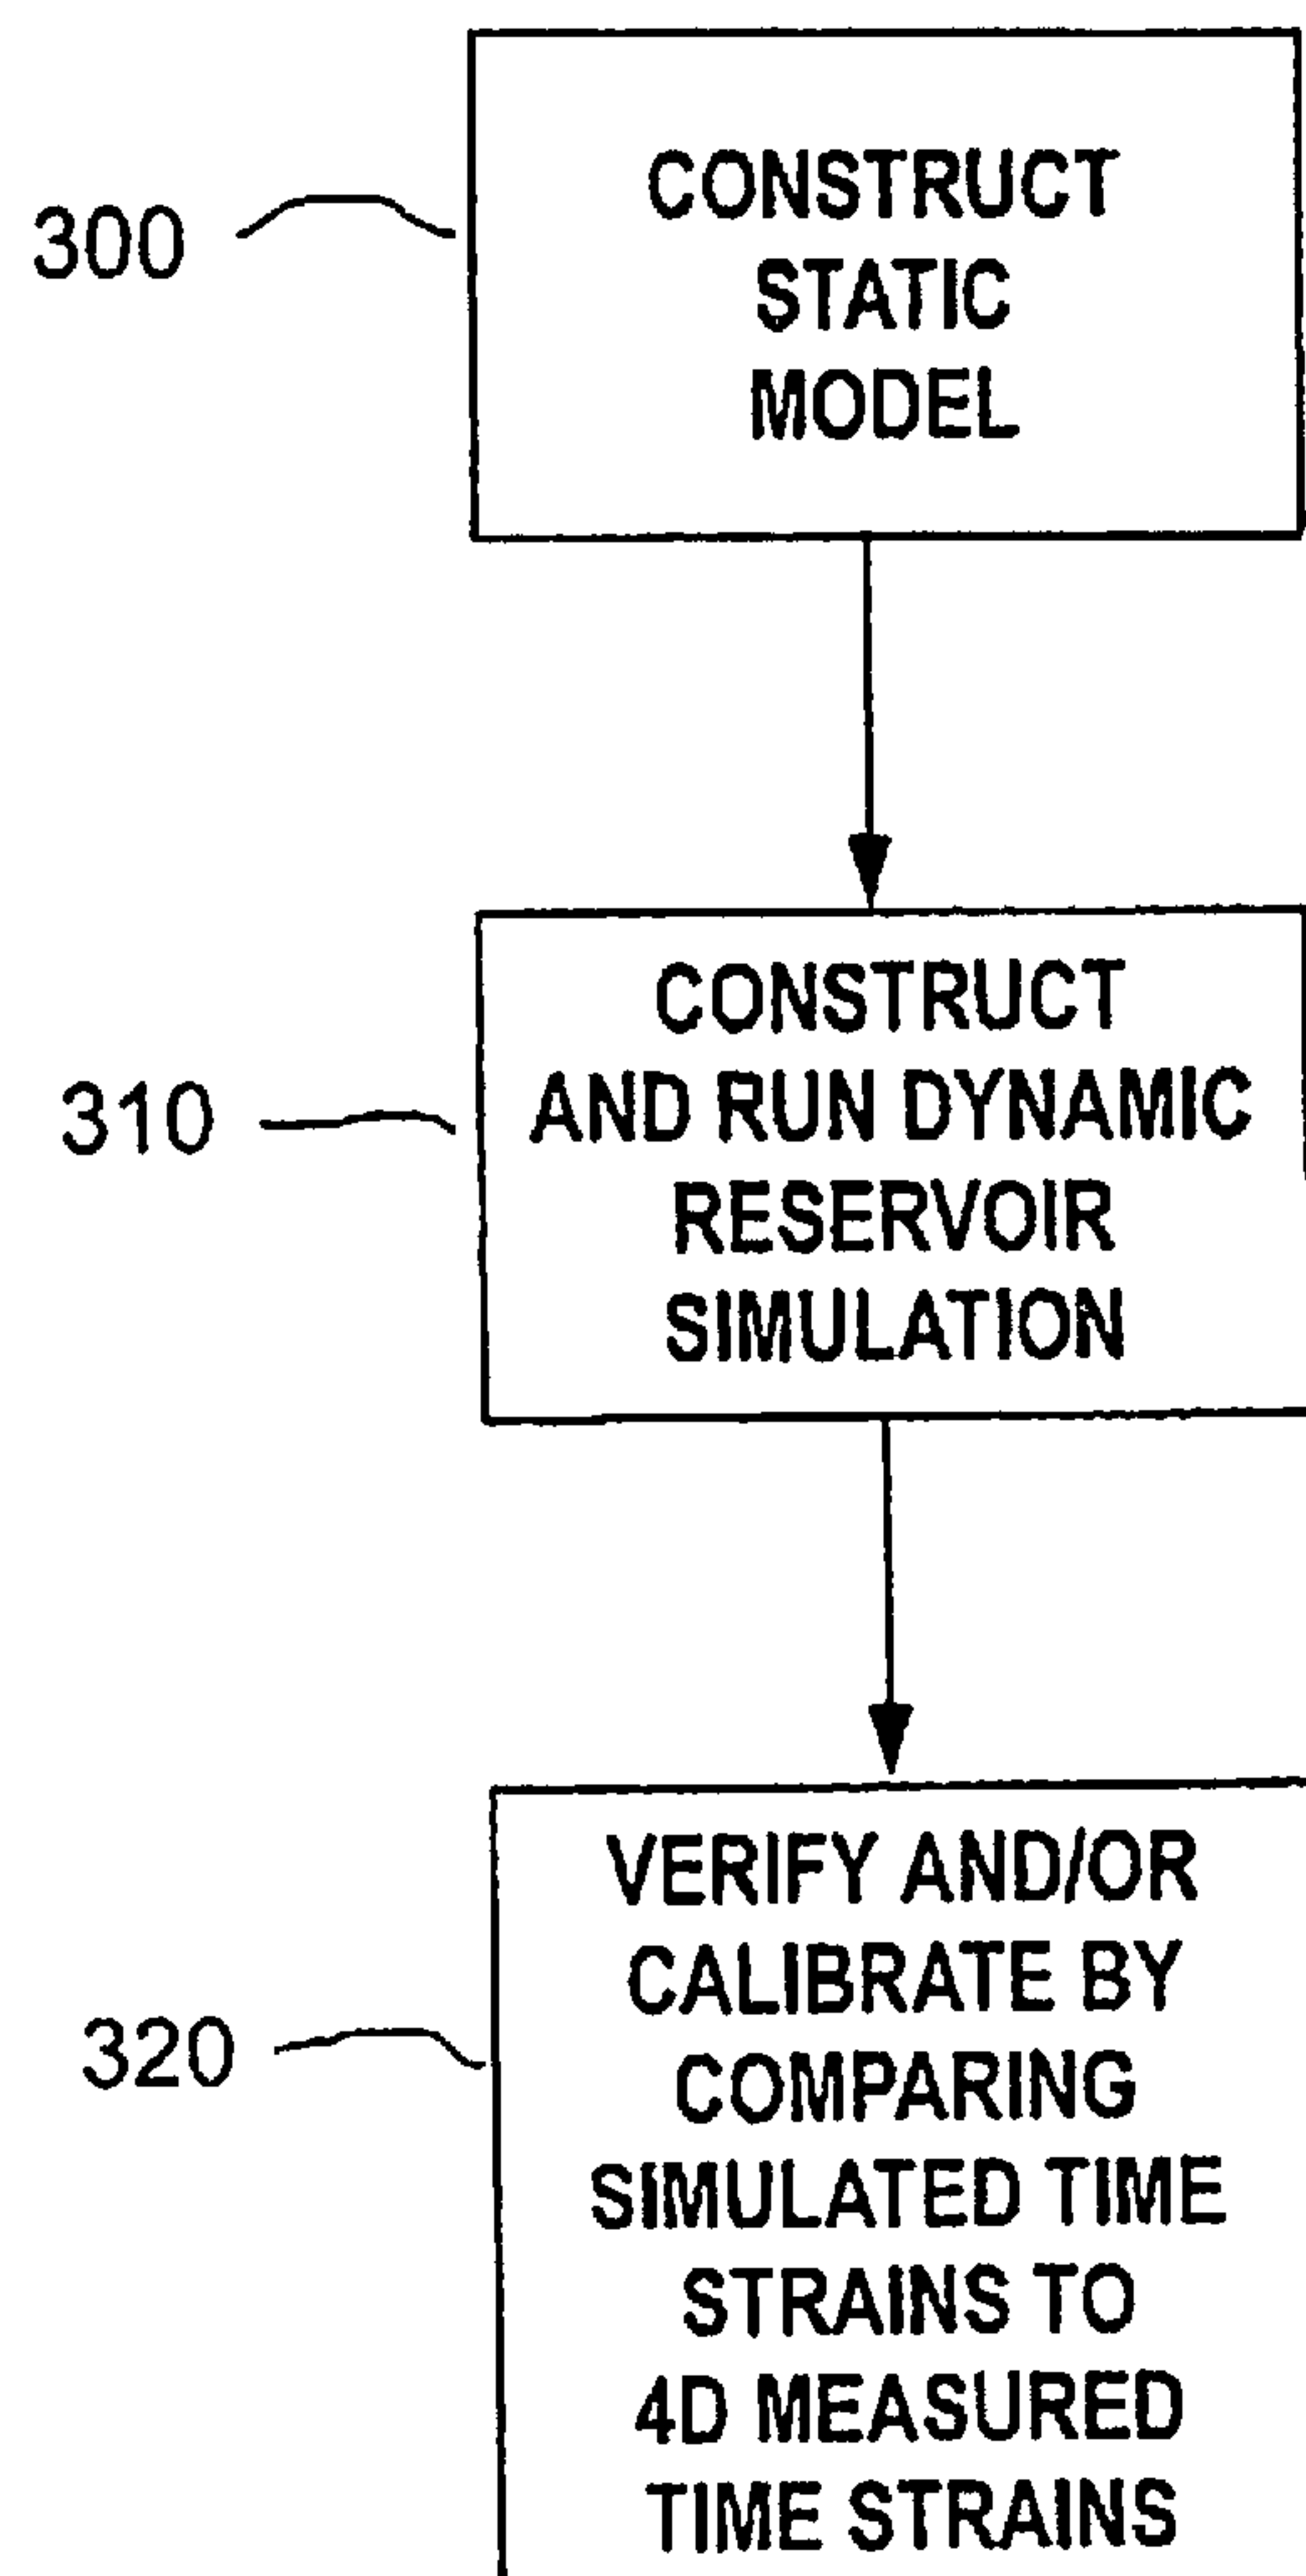 300
CONSTRUCT
STATIC
MODEL
310
CONSTRUCT
AND RUN DYNAMIC
RESERVOIR
SIMULATION
320
VERIFY AND/OR
CALIBRATE BY
COMPARING
SIMULATED TIME
STRAINS TO
4D MEASURED
TIME STRAINS